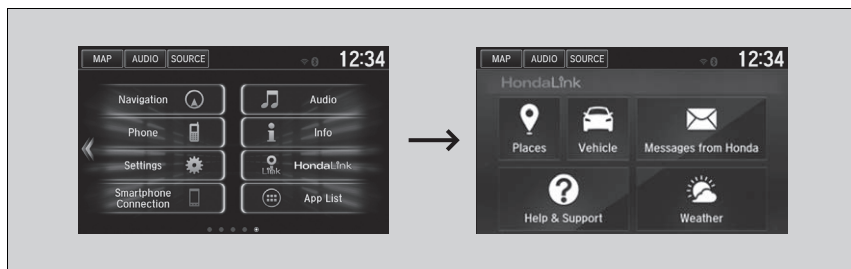 MAP AUDIO SOURCE 12:34
Navigation Audio
Phone Info
Settings Link HondaLink
Smartphone
Connection
App List
MAP AUDIO SOURCE 12:34
HondaLink
Places Vehicle Messages from Honda
Help & Support Weather